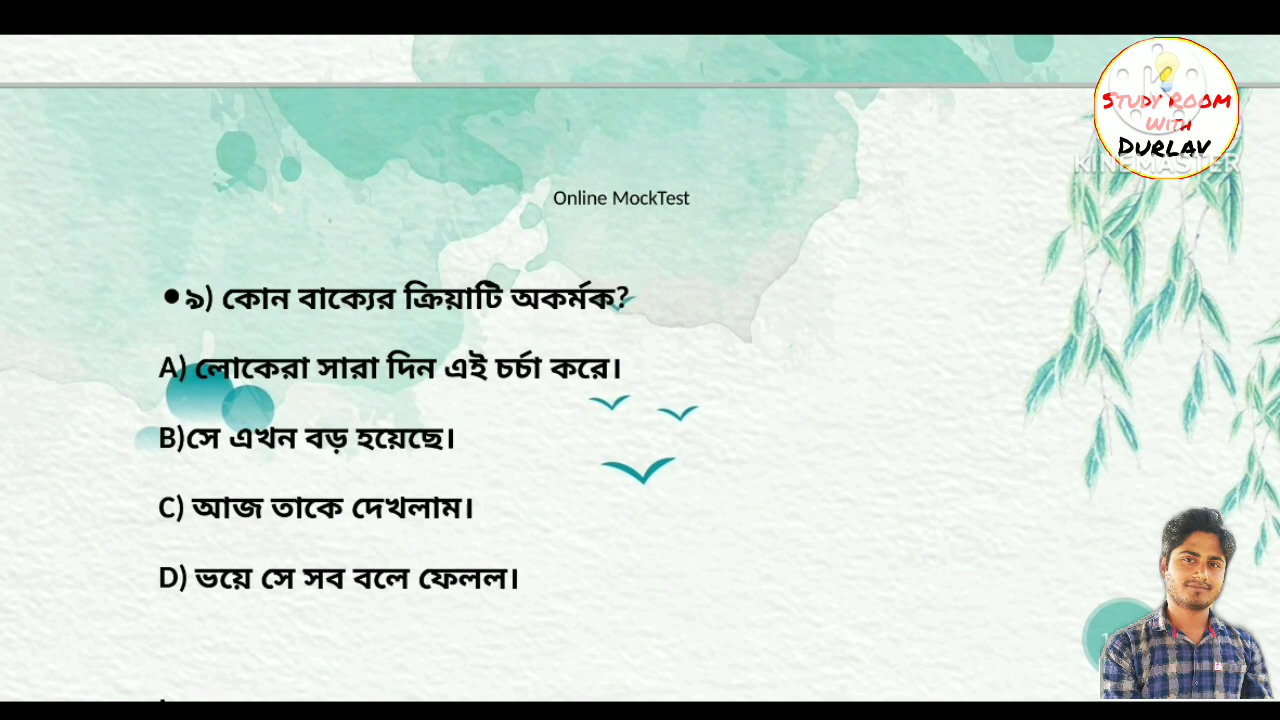 STUDY ROOM
WITH
DURLAV
KINEMASTER
Online MockTest
•৯) কোন বাক্যের ক্রিয়াটি অকর্মক?
A) লোকেরা সারা দিন এই চর্চা করে।
B)সে এখন বড় হয়েছে।
C) আজ তাকে দেখলাম।
D) ভয়ে সে সব বলে ফেলল।